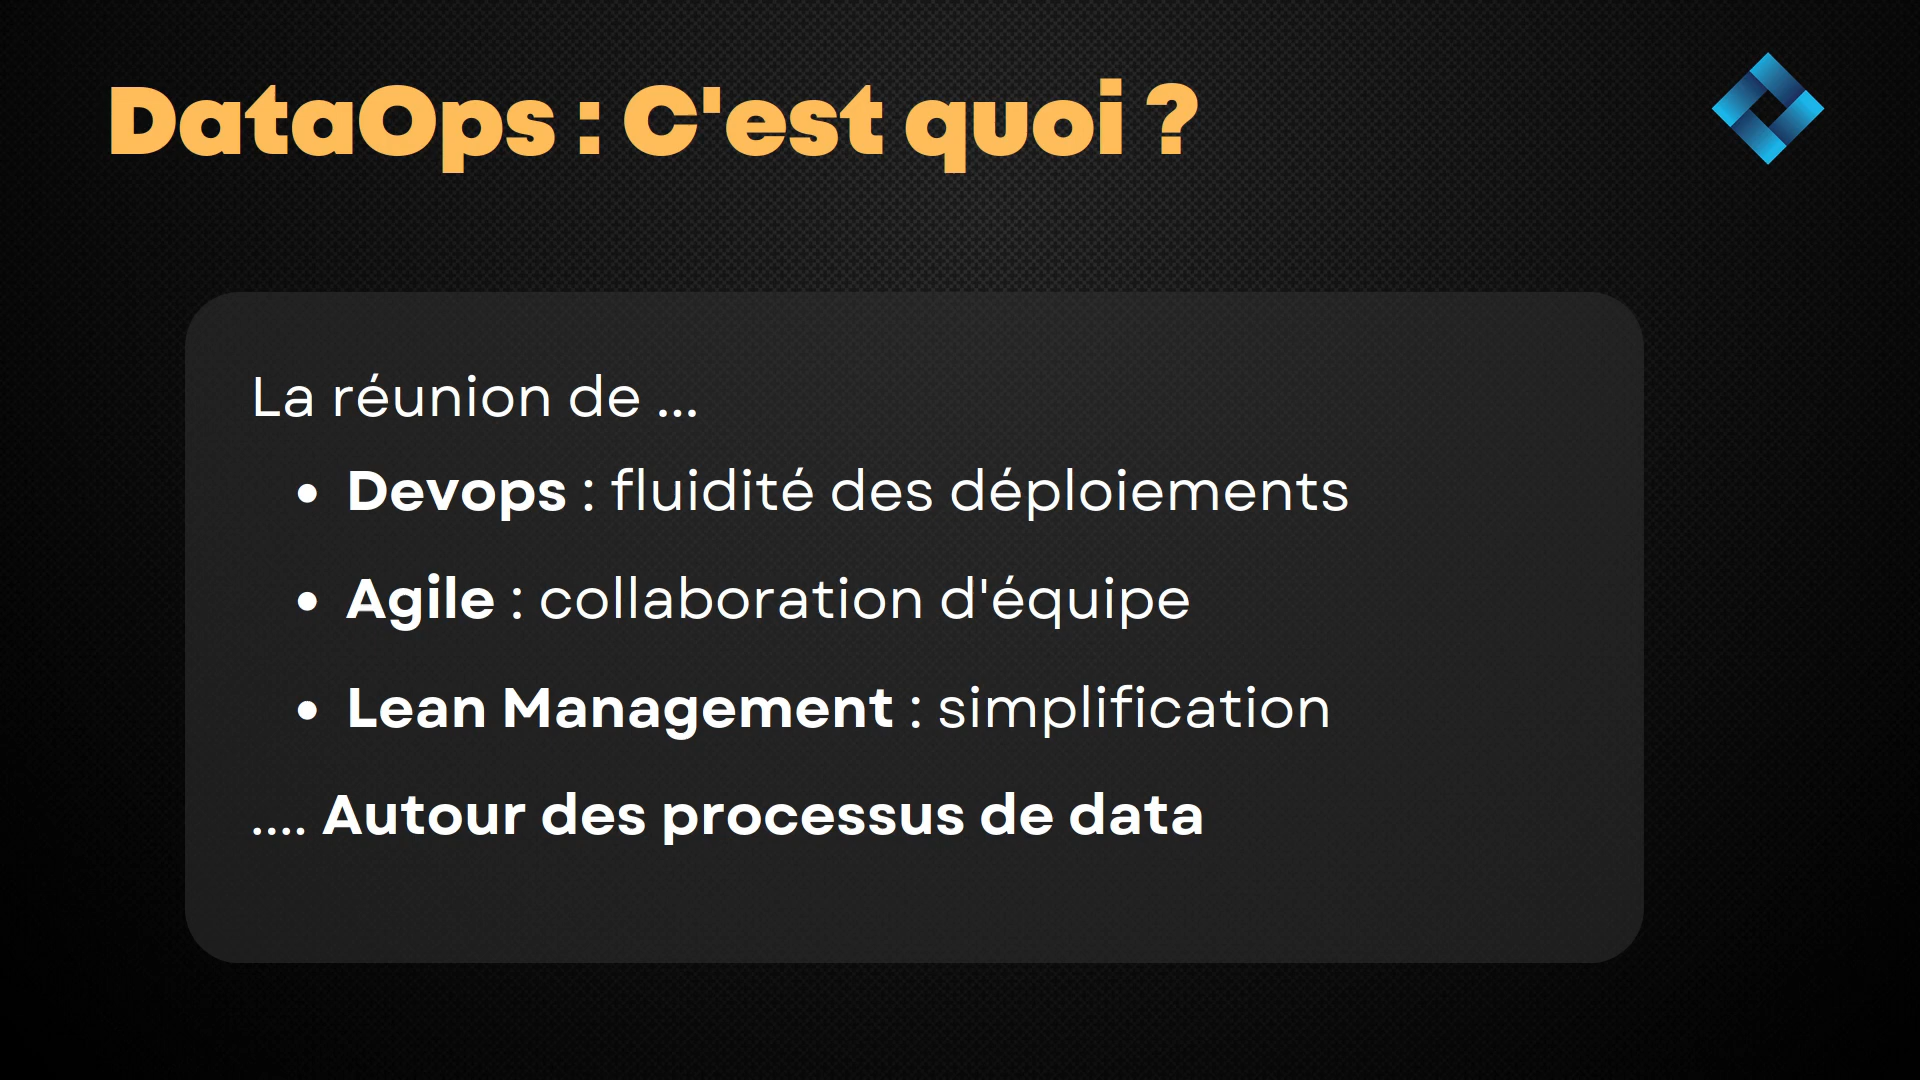 DataOps : C'est quoi ?
La réunion de ...
• Devops : fluidité des déploiements
• Agile : collaboration d'équipe
• Lean Management : simplification
.... Autour des processus de data